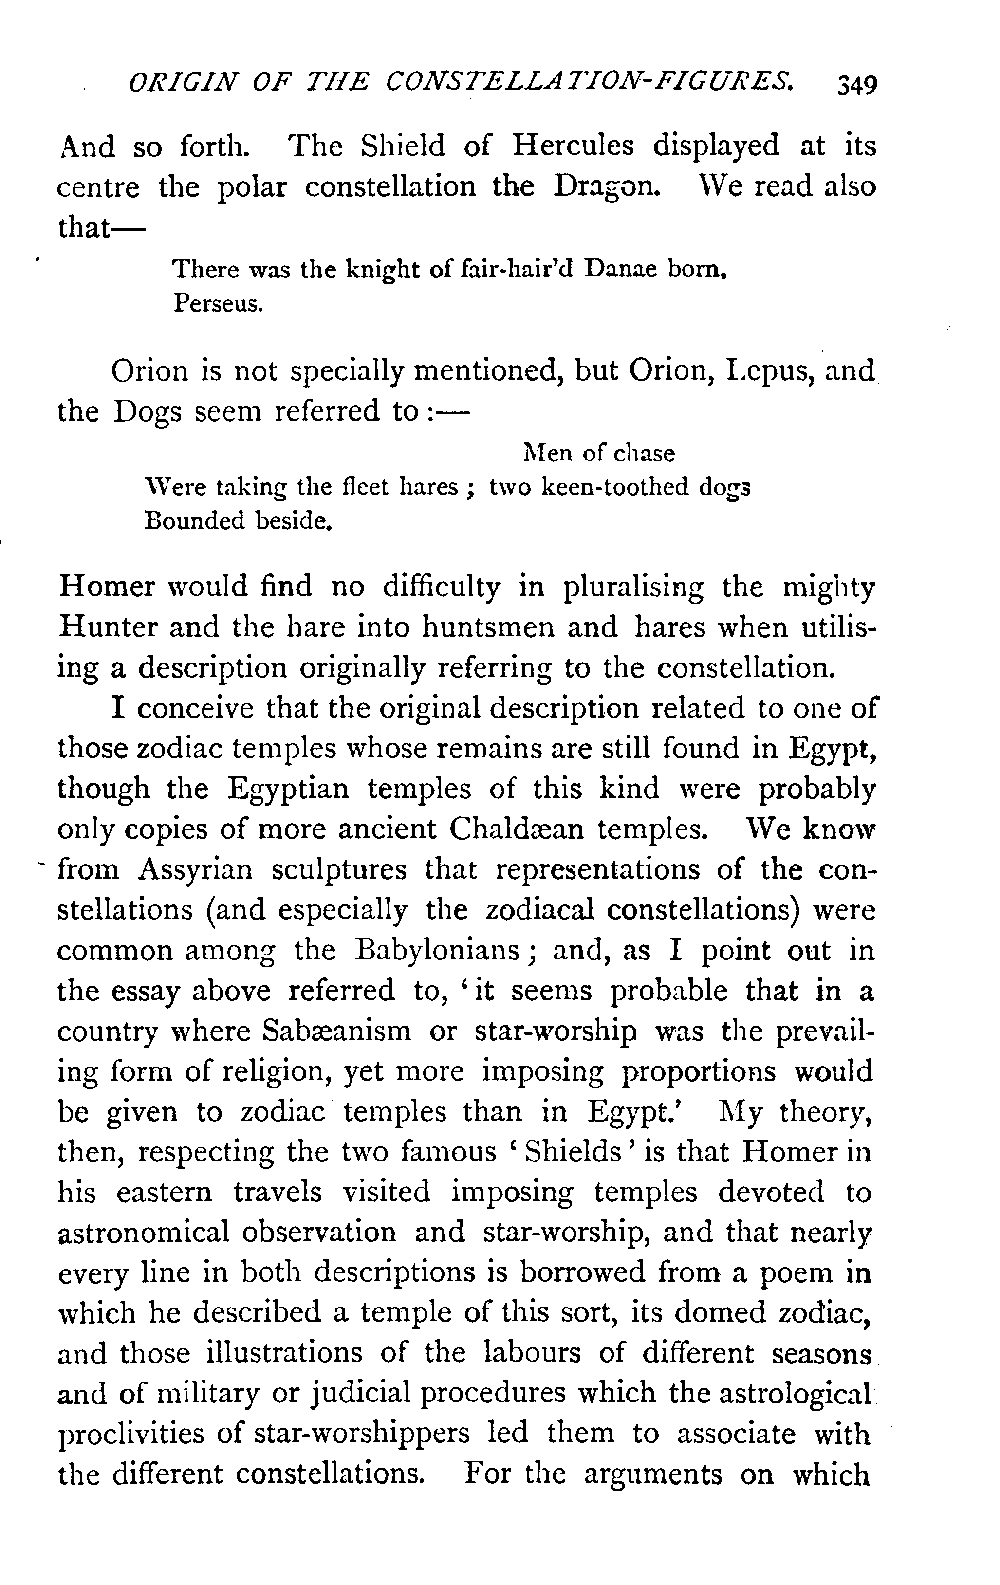 ORIGIN OF THE CONSTELLATION-FIGURES. 349
And so forth. The Shield of Hercules displayed at its
centre the polar constellation the Dragon. We read also
that—
There was the knight of fair-hair'd Danae born,
Perseus.
Orion is not specially mentioned, but Orion, Lepus, and
the Dogs seem referred to :—
Men of chase
Were taking the fleet hares ; two keen-toothed dogs
Bounded beside.
Homer would find no difficulty in pluralising the mighty
Hunter and the hare into huntsmen and hares when utilis-
ing a description originally referring to the constellation.
I conceive that the original description related to one of
those zodiac temples whose remains are still found in Egypt,
though the Egyptian temples of this kind were probably
only copies of more ancient Chaldæan temples. We know
from Assyrian sculptures that representations of the con-
stellations (and especially the zodiacal constellations) were
common among the Babylonians ; and, as I point out in
the essay above referred to, ‘ it seems probable that in a
country where Sabæanism or star-worship was the prevail-
ing form of religion, yet more imposing proportions would
be given to zodiac temples than in Egypt.’ My theory,
then, respecting the two famous ‘ Shields ’ is that Homer in
his eastern travels visited imposing temples devoted to
astronomical observation and star-worship, and that nearly
every line in both descriptions is borrowed from a poem in
which he described a temple of this sort, its domed zodiac,
and those illustrations of the labours of different seasons
and of military or judicial procedures which the astrological
proclivities of star-worshippers led them to associate with
the different constellations. For the arguments on which